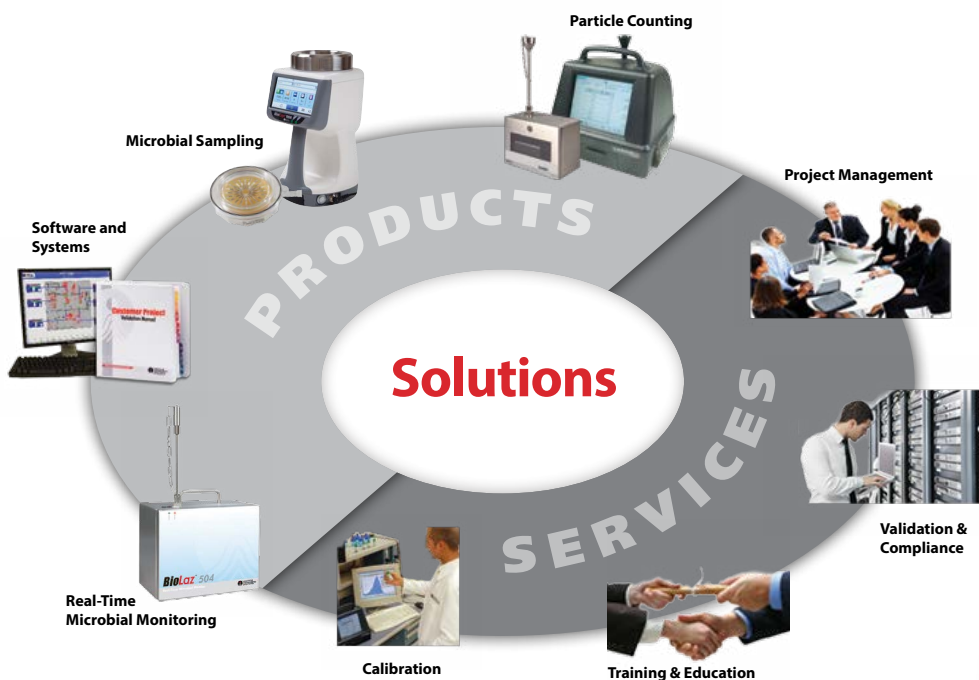 Particle Counting
Microbial Sampling
Project Management
Software and
Systems
PRODUCTS
Customer Project
Validation Manual
Solutions
SERVICES
Validation &
Compliance
BioLaz 504
Real-Time
Microbial Monitoring
Calibration
Training & Education